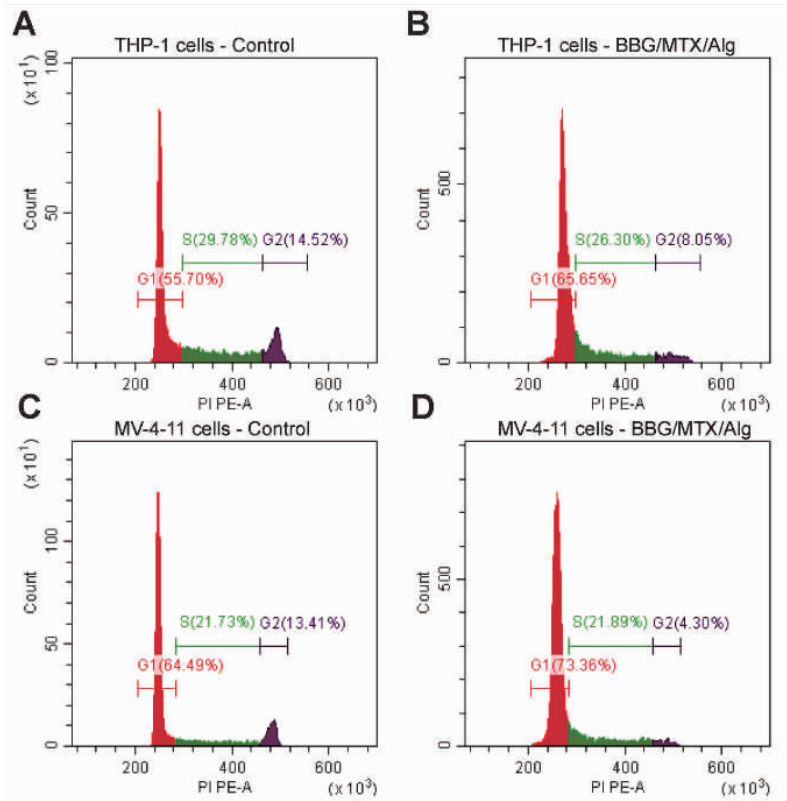 A
THP-1 cells - Control
(x 10¹)
100
50
0
Count
S(29.78%) G2(14.52%)
G1(55.70%)
200 400 600
PI PE-A (x 10³)
B
THP-1 cells - BBG/MTX/Alg
500
0
Count
S(26.30%) G2(8.05%)
G1(65.65%)
200 400 600
PI PE-A (x 10³)
C
MV-4-11 cells - Control
(x 10¹)
100
50
0
Count
S(21.73%) G2(13.41%)
G1(64.49%)
200 400 600
PI PE-A (x 10³)
D
MV-4-11 cells - BBG/MTX/Alg
500
0
Count
S(21.89%) G2(4.30%)
G1(73.36%)
200 400 600
PI PE-A (x 10³)